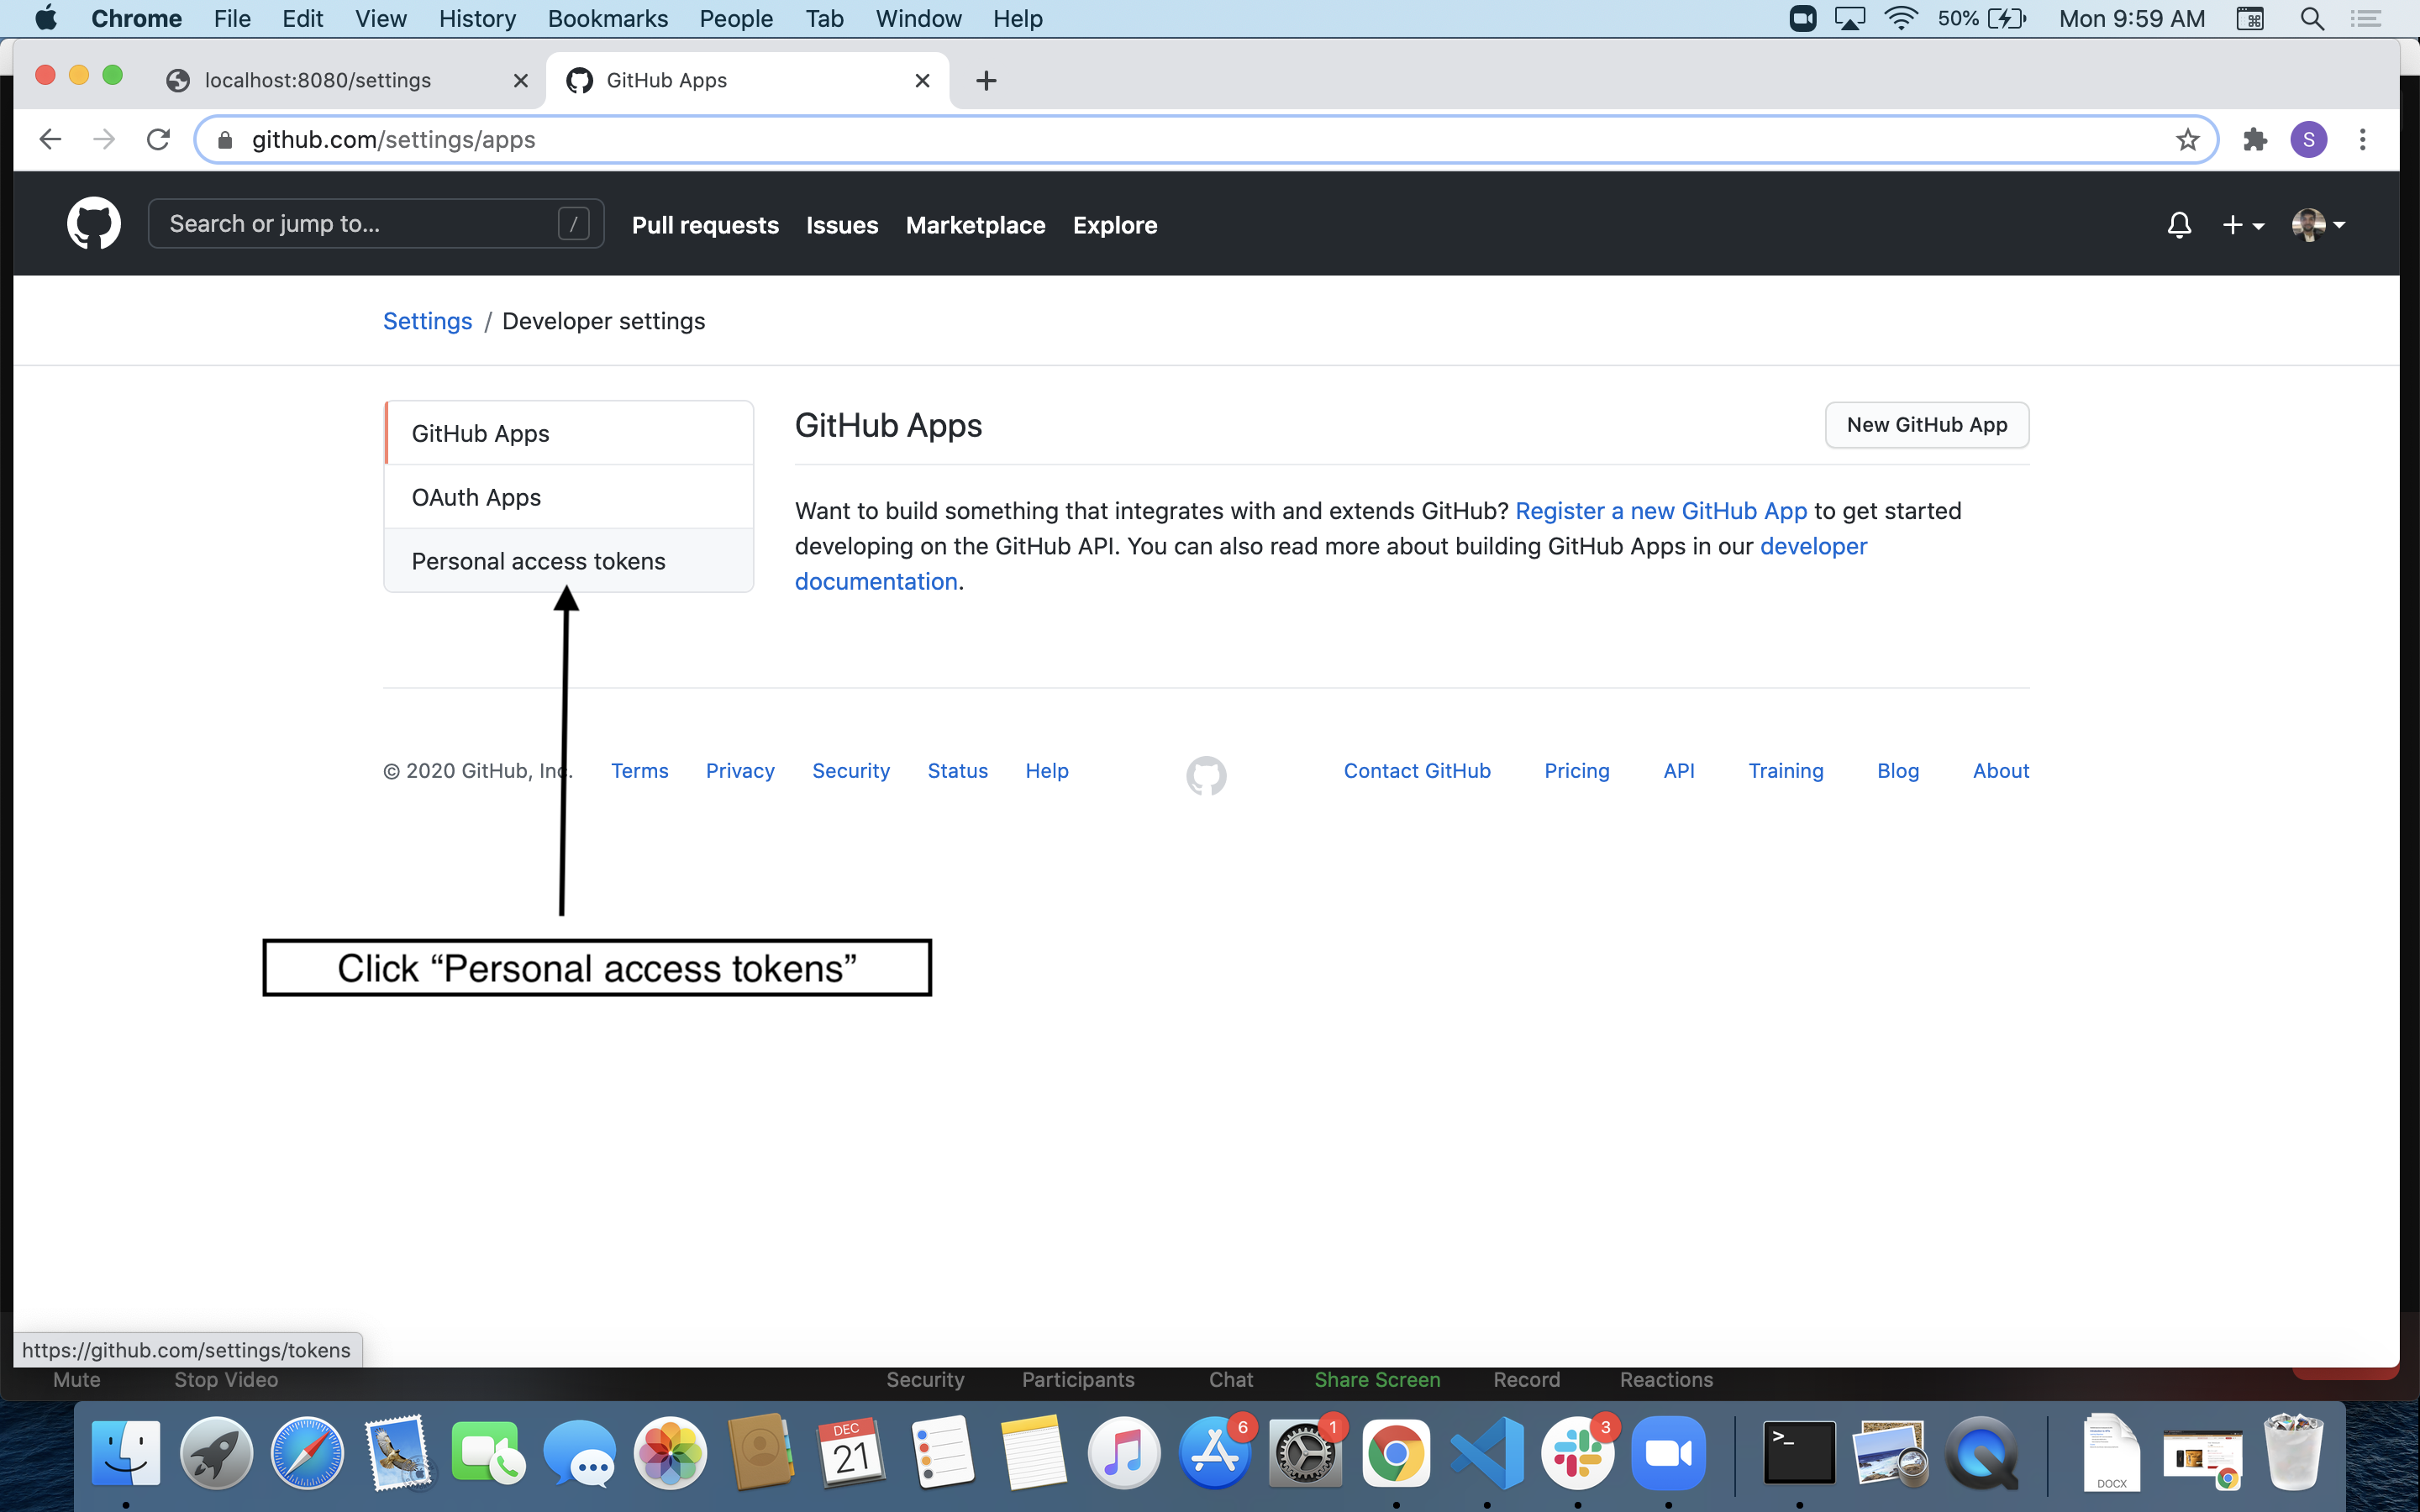 Chrome File Edit View History Bookmarks People Tab Window Help 50% Mon 9:59 AM
localhost:8080/settings GitHub Apps
github.com/settings/apps S
Search or jump to... / Pull requests Issues Marketplace Explore
Settings / Developer settings
GitHub Apps
OAuth Apps
Personal access tokens
GitHub Apps New GitHub App
Want to build something that integrates with and extends GitHub? Register a new GitHub App to get started
developing on the GitHub API. You can also read more about building GitHub Apps in our developer
documentation.
© 2020 GitHub, Inc. Terms Privacy Security Status Help Contact GitHub Pricing API Training Blog About
Click “Personal access tokens”
https://github.com/settings/tokens
Mute Stop Video Security Participants Chat Share Screen Record Reactions
DEC
21
6
1
3
>_
DOCX